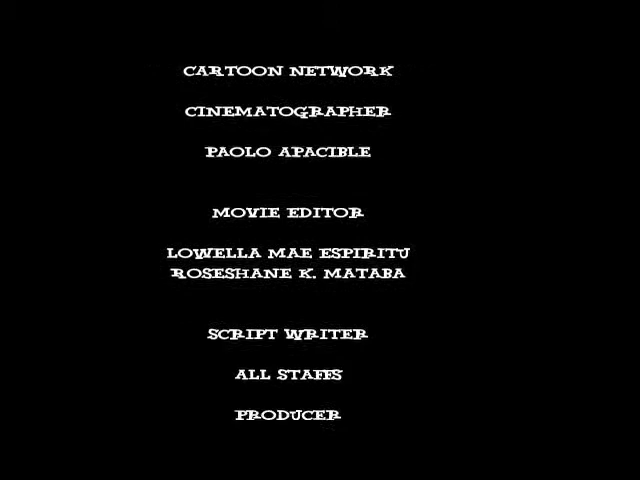 CARTOON NETWORK
CINEMATOGRAPHER
PAOLO APACIBLE
MOVIE EDITOR
LOWELLA MAE ESPIRITU
ROSESHANE K. MATABA
SCRIPT WRITER
ALL STAFFS
PRODUCER